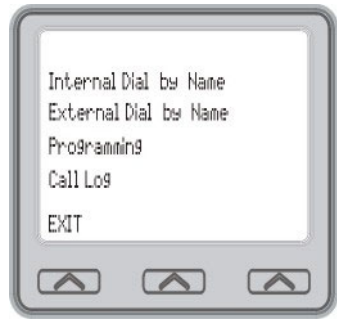 Internal Dial by Name
External Dial by Name
Programming
Call Log
EXIT